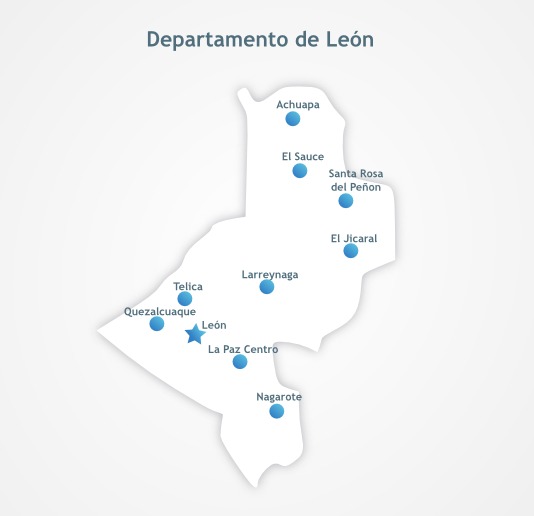 Departamento de León
Achuapa
El Sauce
Santa Rosa
del Peñon
El Jicaral
Larreynaga
Telica
Quezalcuaque
León
La Paz Centro
Nagarote